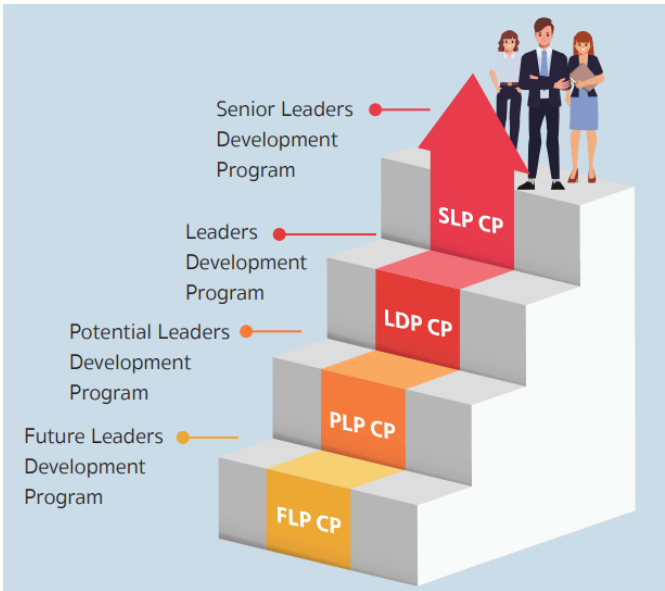 Senior Leaders
Development
Program
SLP CP
Leaders
Development
Program
LDP CP
Potential Leaders
Development
Program
PLP CP
Future Leaders
Development
Program
FLP CP